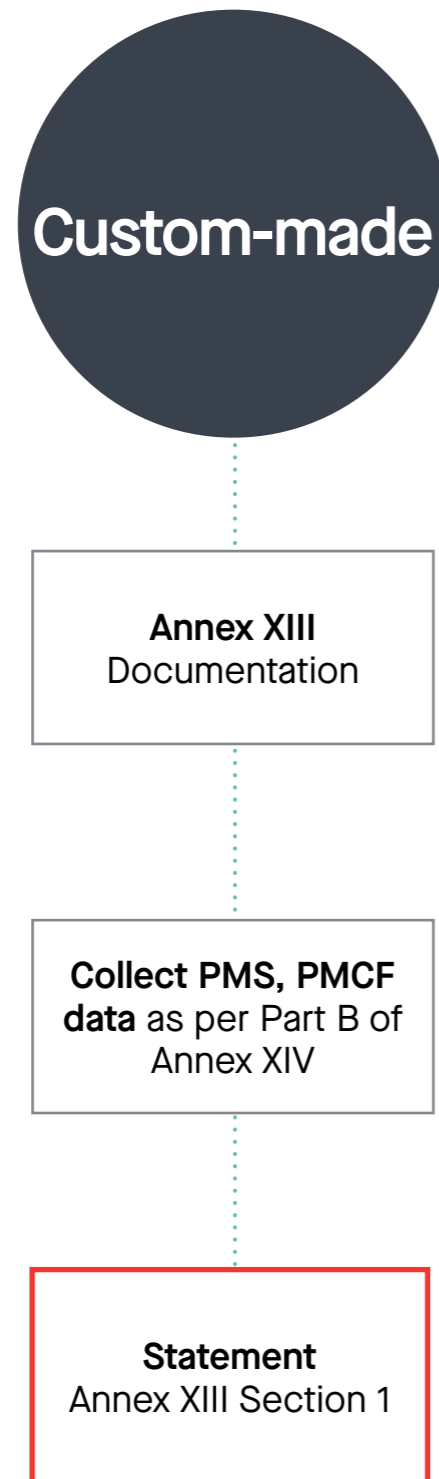 Custom-made
Annex XIII
Documentation
Collect PMS, PMCF
data as per Part B of
Annex XIV
Statement
Annex XIII Section 1